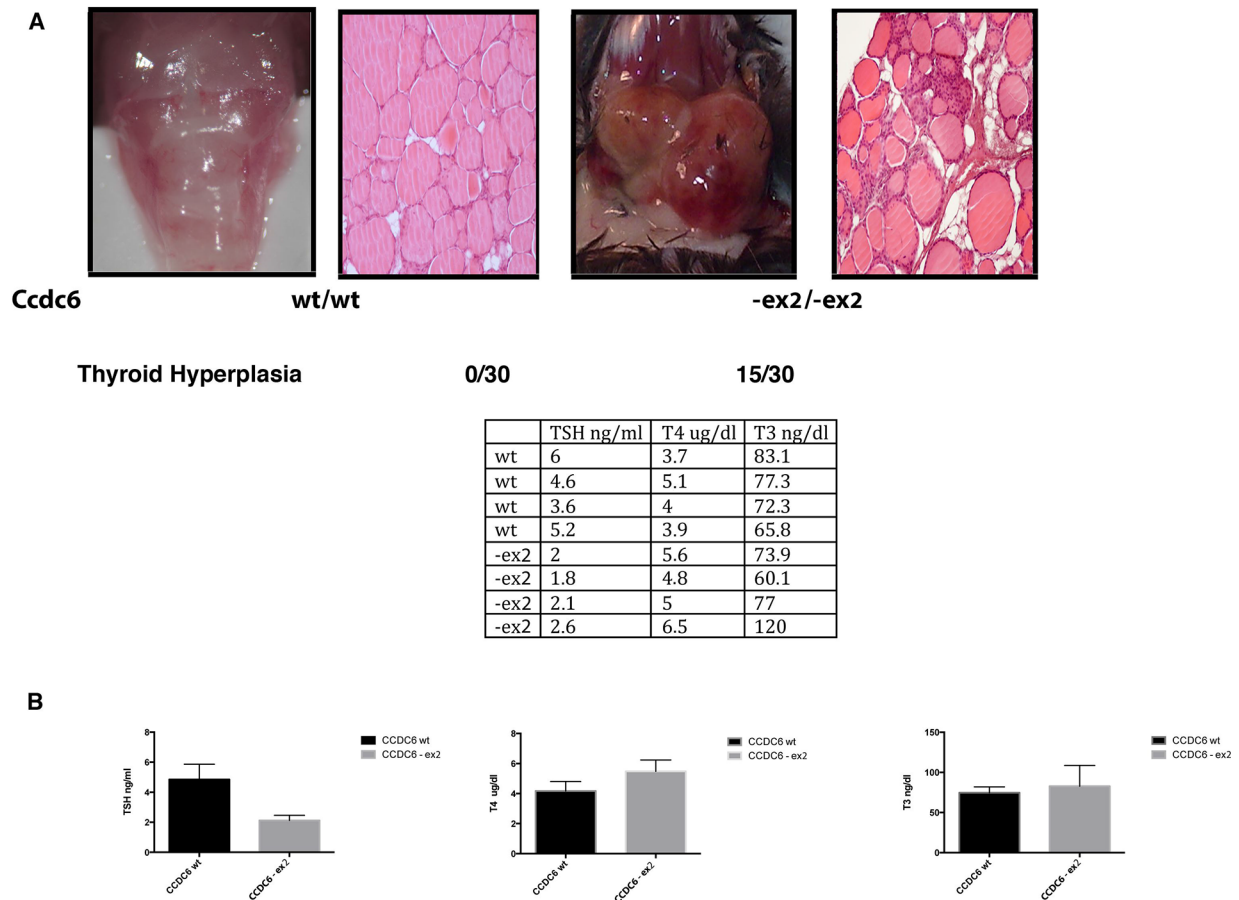 A
Ccdc6 wt/wt -ex2/-ex2
Thyroid Hyperplasia 0/30 15/30
TSH ng/ml T4 ug/dl T3 ng/dl
wt 6 3.7 83.1
wt 4.6 5.1 77.3
wt 3.6 4 72.3
wt 5.2 3.9 65.8
-ex2 2 5.6 73.9
-ex2 1.8 4.8 60.1
-ex2 2.1 5 77
-ex2 2.6 6.5 120
B
TSH ng/ml
8
6
4
2
0
CCDC6 wt
CCDC6 - ex2
CCDC6 wt
CCDC6 - ex2
T4 ug/dl
8
6
4
2
0
CCDC6 wt
CCDC6 - ex2
CCDC6 wt
CCDC6 - ex2
T3 ng/dl
150
100
50
0
CCDC6 wt
CCDC6 - ex2
CCDC6 wt
CCDC6 - ex2